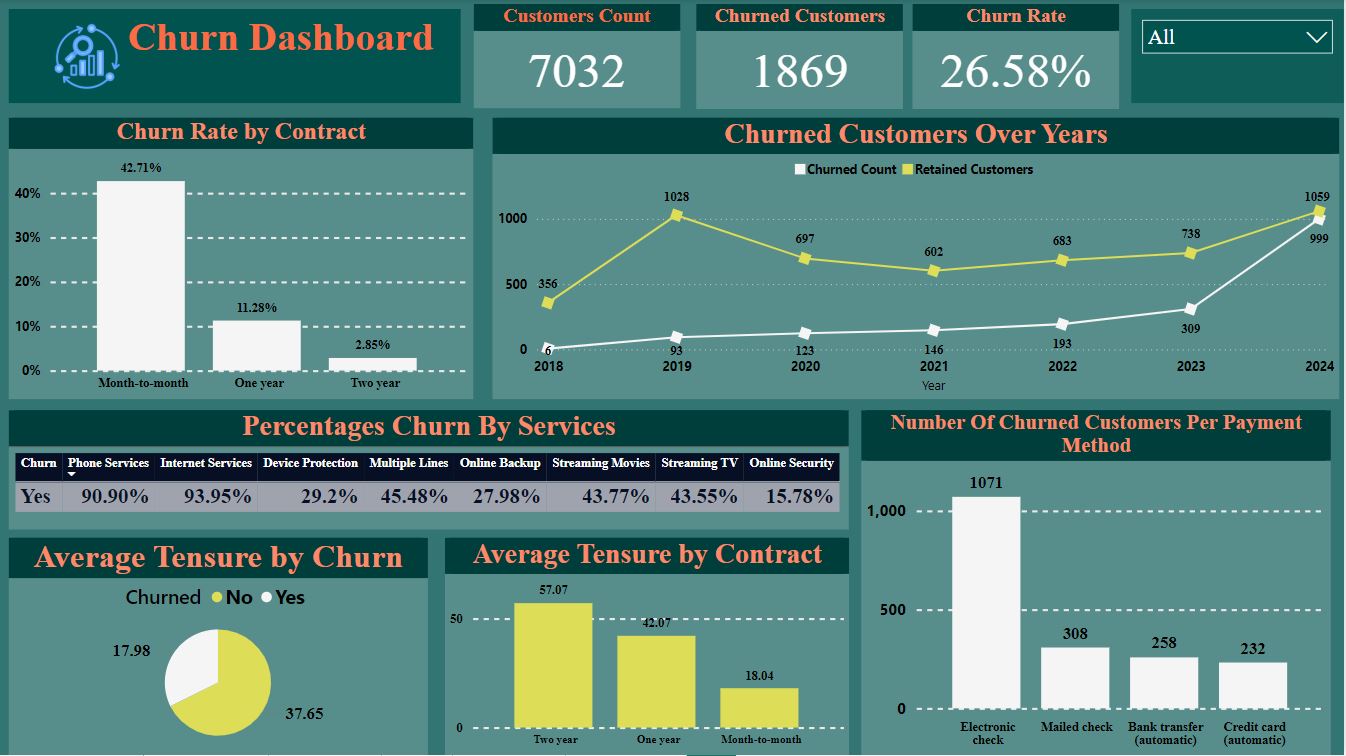 Churn Dashboard
Customers Count
7032
Churned Customers
1869
Churn Rate
26.58%
All
Churn Rate by Contract
42.71%
40%
30%
20%
11.28%
10%
2.85%
0%
Month-to-month One year Two year
Churned Customers Over Years
Churned Count Retained Customers
1028
1059
1000
697
602
683
738
999
500
356
309
0
6
93
123
146
193
2018 2019 2020 2021 2022 2023 2024
Year
Percentages Churn By Services
Churn Phone Services Internet Services Device Protection Multiple Lines Online Backup Streaming Movies Streaming TV Online Security
Yes 90.90% 93.95% 29.2% 45.48% 27.98% 43.77% 43.55% 15.78%
Number Of Churned Customers Per Payment
Method
1071
1,000
500
308
258
232
0
Electronic
check
Mailed check
Bank transfer
(automatic)
Credit card
(automatic)
Average Tensure by Churn
Churned No Yes
17.98
37.65
Average Tensure by Contract
57.07
50
42.07
18.04
0
Two year One year Month-to-month